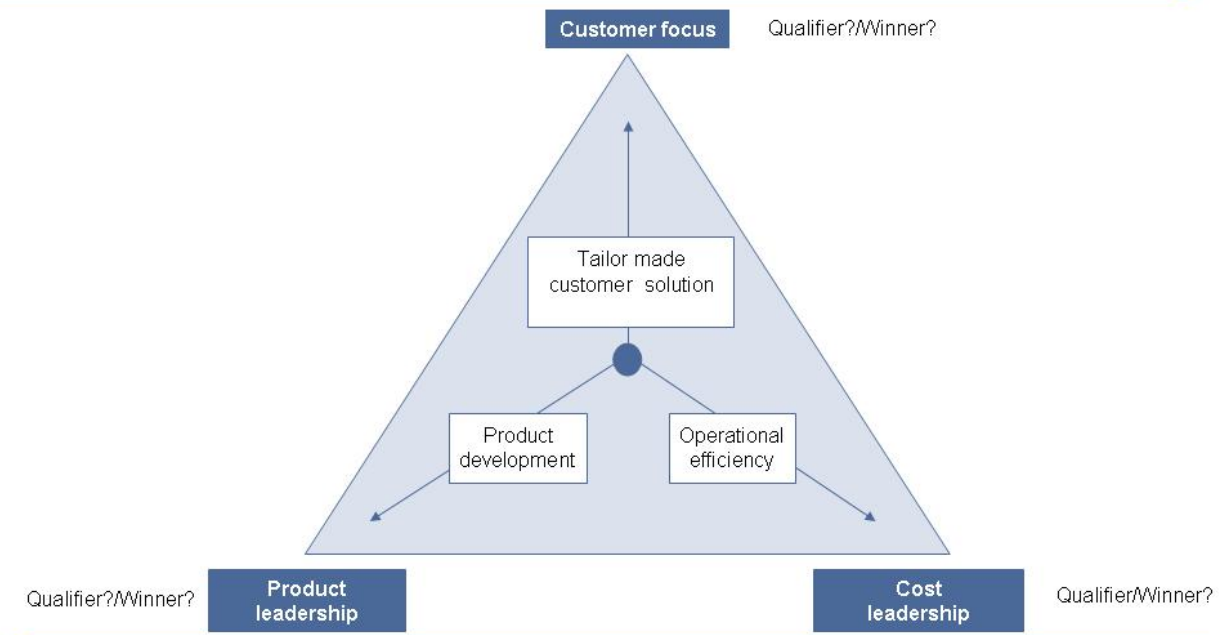 Customer focus
Qualifier?/Winner?
Tailor made
customer solution
Product
development
Operational
efficiency
Qualifier?/Winner?
Product
leadership
Cost
leadership
Qualifier/Winner?